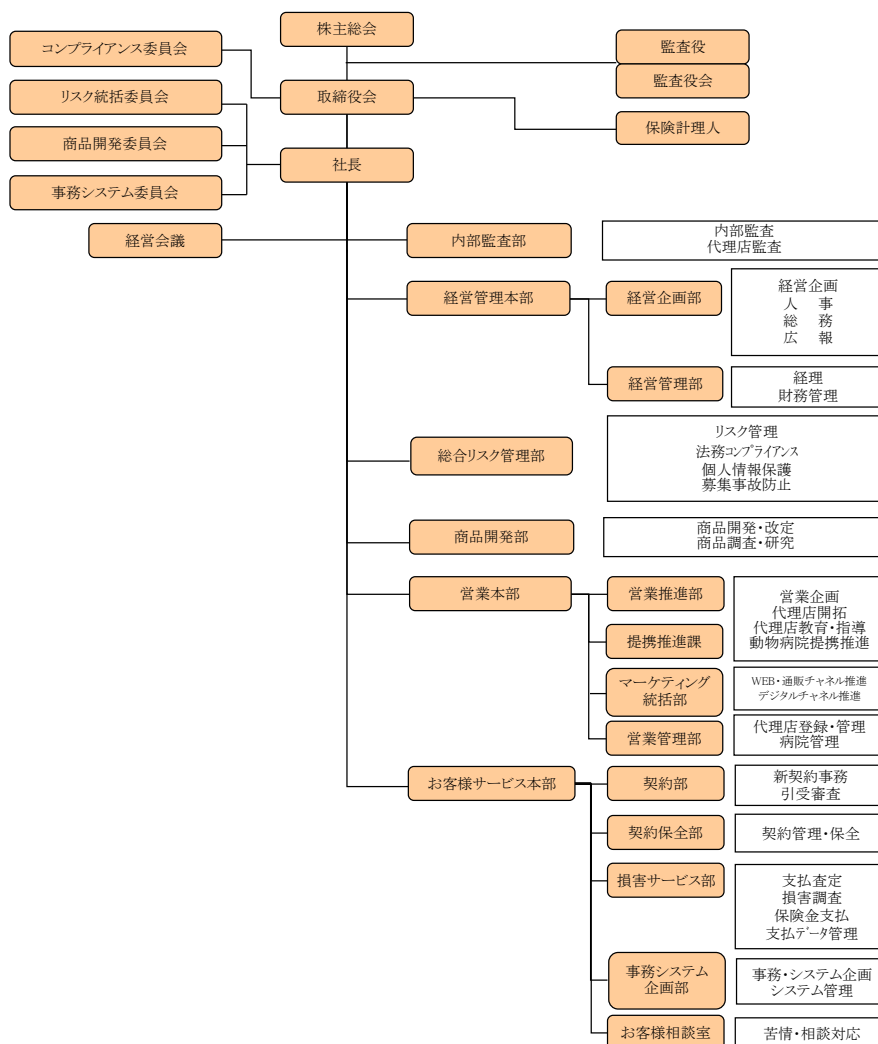 株主総会
コンプライアンス委員会
監査役
監査役会
リスク統括委員会
取締役会
保険計理人
商品開発委員会
社長
事務システム委員会
経営会議
内部監査部
内部監査
代理店監査
経営管理本部
経営企画部
経営企画
人　事
総　務
広　報
経営管理部
経理
財務管理
総合リスク管理部
リスク管理
法務コンプライアンス
個人情報保護
募集事故防止
商品開発部
商品開発・改定
商品調査・研究
営業本部
営業推進部
営業企画
代理店開拓
代理店教育・指導
動物病院提携推進
提携推進課
マーケティング
統括部
WEB・通販チャネル推進
デジタルチャネル推進
営業管理部
代理店登録・管理
病院管理
お客様サービス本部
契約部
新契約事務
引受審査
契約保全部
契約管理・保全
損害サービス部
支払査定
損害調査
保険金支払
支払データ管理
事務システム
企画部
事務・システム企画
システム管理
お客様相談室
苦情・相談対応